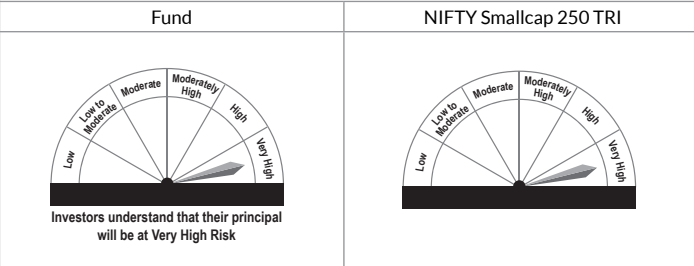 Fund
NIFTY Smallcap 250 TRI
Low
Low to
Moderate
Moderate
Moderately
High
High
Very High
Investors understand that their principal
will be at Very High Risk
Low
Low to
Moderate
Moderate
Moderately
High
High
Very High